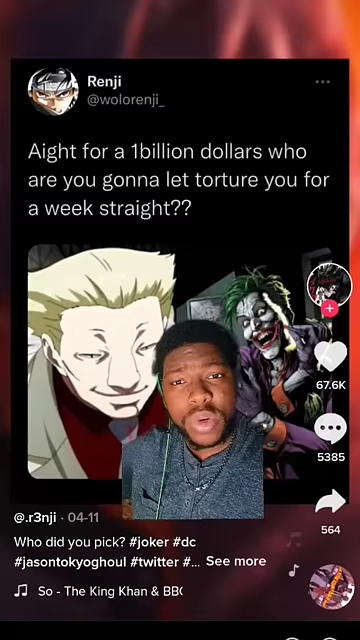 Renji
@wolorenji_
Aight for a 1billion dollars who
are you gonna let torture you for
a week straight??
67.6K
5385
564
@.r3nji · 04-11
Who did you pick? #joker #dc
#jasontokyoghoul #twitter #... See more
So - The King Khan & BBC